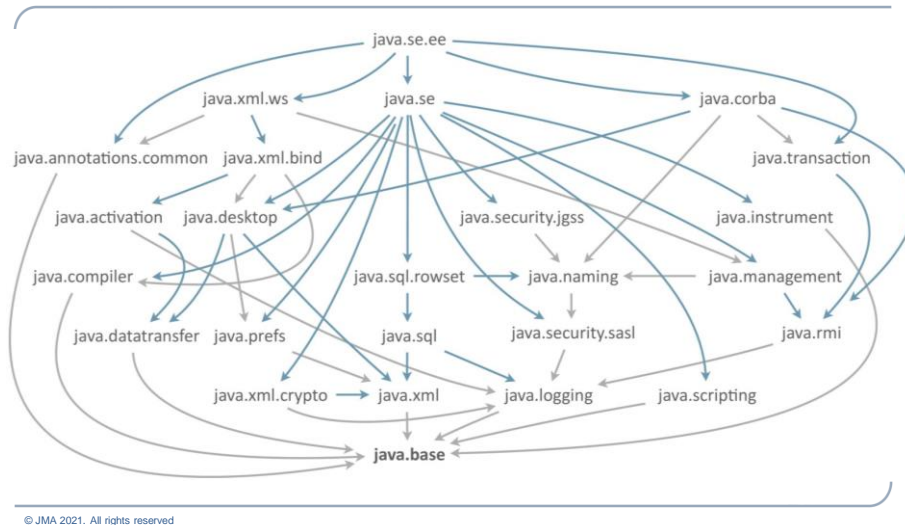 java.se.ee
java.xml.ws java.se java.corba
java.annotations.common java.xml.bind java.transaction
java.activation java.desktop java.security.jgss java.instrument
java.compiler java.sql.rowset java.naming java.management
java.datatransfer java.prefs java.sql java.security.sasl java.rmi
java.xml.crypto java.xml java.logging java.scripting
java.base
© JMA 2021. All rights reserved